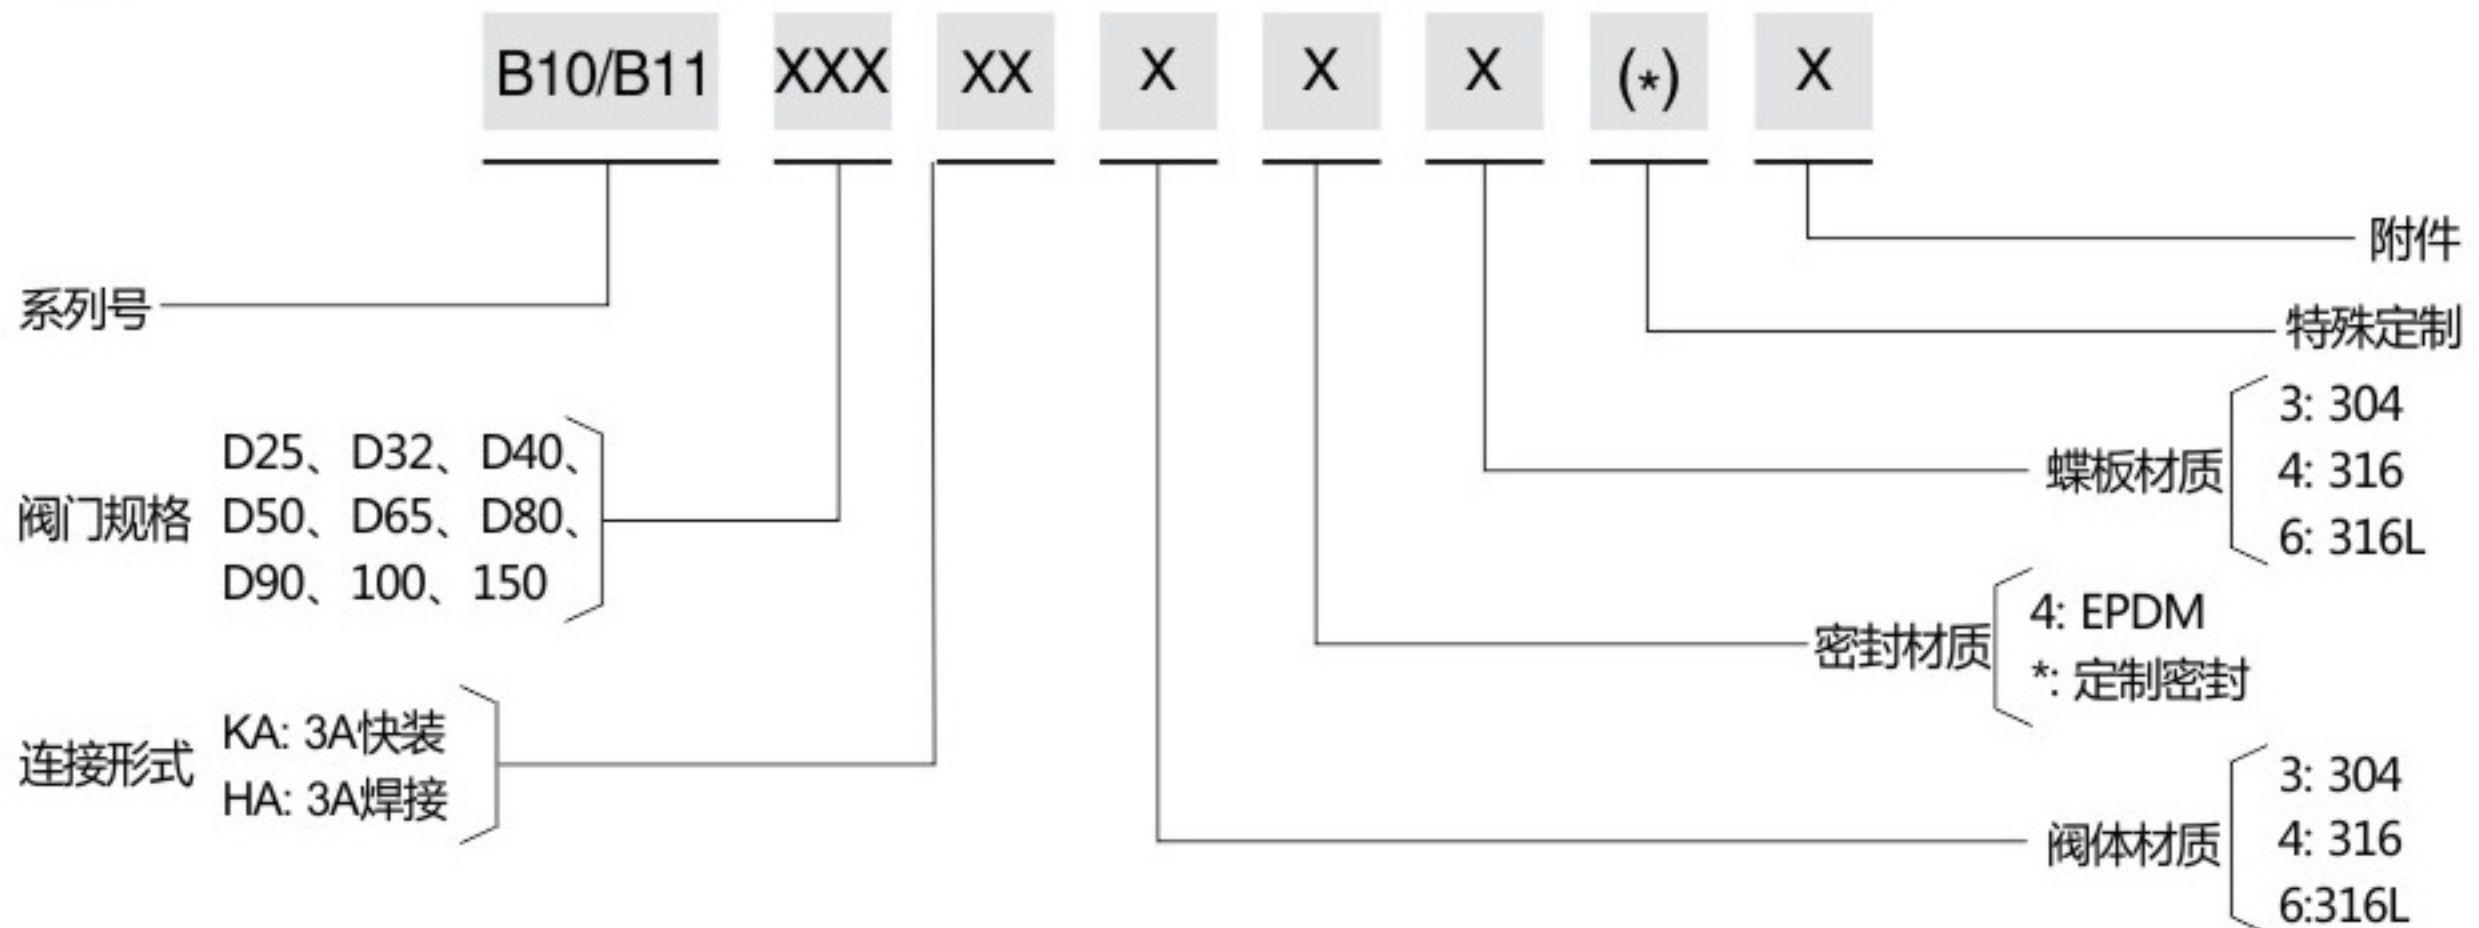 B10/B11 XXX XX X X X (*) X
附件
系列号
特殊定制
阀门规格
D25、D32、D40、
D50、D65、D80、
D90、100、150
蝶板材质
3: 304
4: 316
6: 316L
密封材质
4: EPDM
*: 定制密封
连接形式
KA: 3A快装
HA: 3A焊接
阀体材质
3: 304
4: 316
6:316L